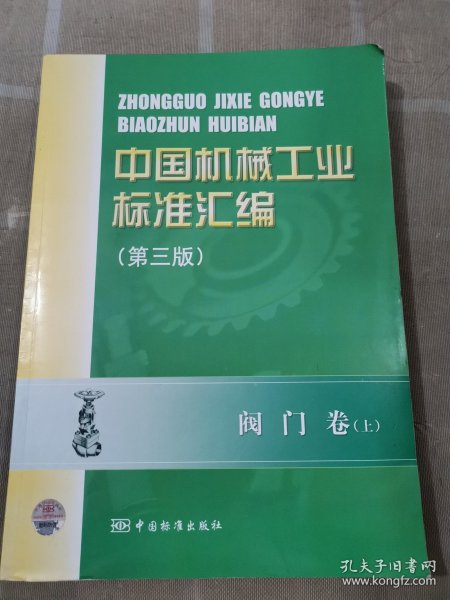 ZHONGGUO JIXIE GONGYE
BIAOZHUN HUIBIAN
中国机械工业
标准汇编
（第三版）
阀 门 卷（上）
中国标准出版社
孔夫子旧书网
www.kongfz.com